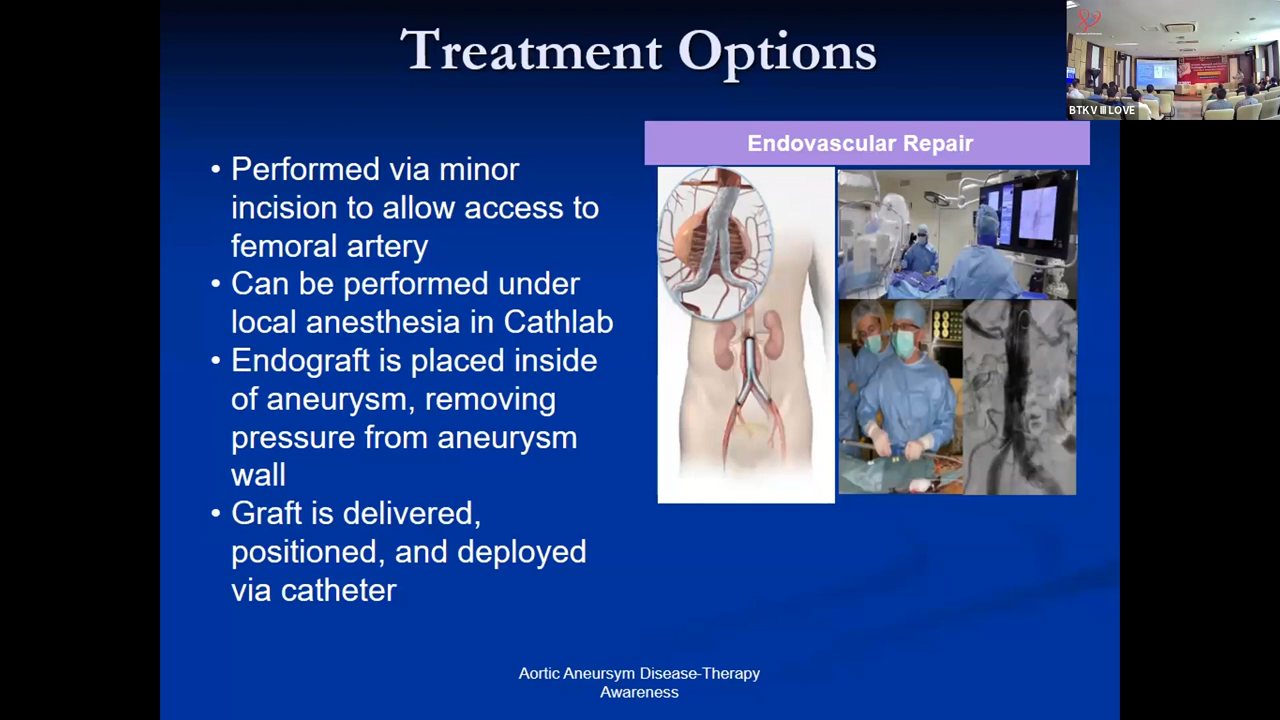 Treatment Options
Endovascular Repair
• Performed via minor
incision to allow access to
femoral artery
• Can be performed under
local anesthesia in Cathlab
• Endograft is placed inside
of aneurysm, removing
pressure from aneurysm
wall
• Graft is delivered,
positioned, and deployed
via catheter
Aortic Aneursym Disease-Therapy
Awareness
BTKV III LOVE